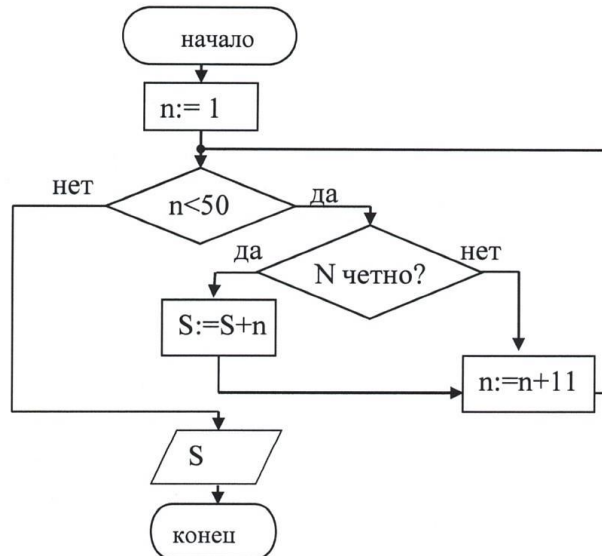 начало
n:= 1
нет
n<50
да
да
N четно?
нет
S:=S+n
n:=n+11
S
конец